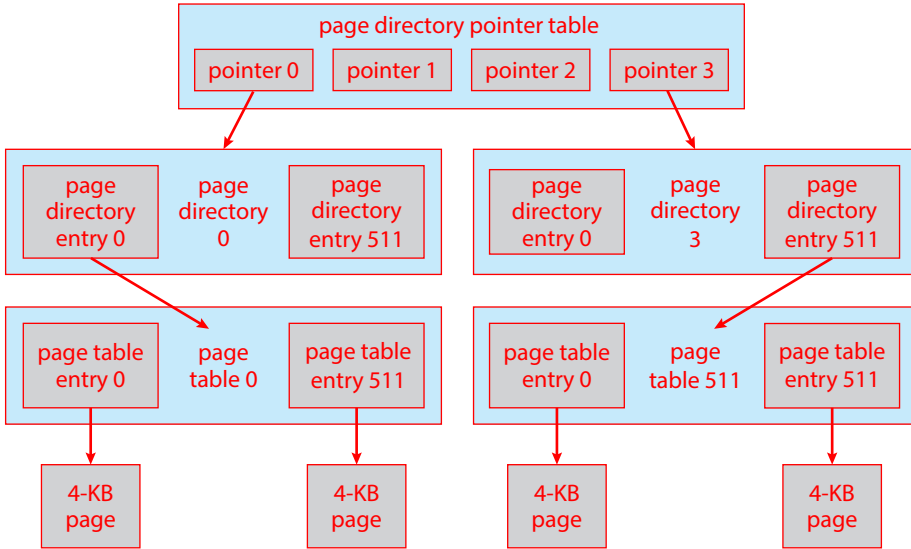 page directory pointer table
pointer 0
pointer 1
pointer 2
pointer 3
page
directory
entry 0
page
directory
0
page
directory
entry 511
page
directory
entry 0
page
directory
3
page
directory
entry 511
page table
entry 0
page
table 0
page table
entry 511
page table
entry 0
page
table 511
page table
entry 511
4-KB
page
4-KB
page
4-KB
page
4-KB
page